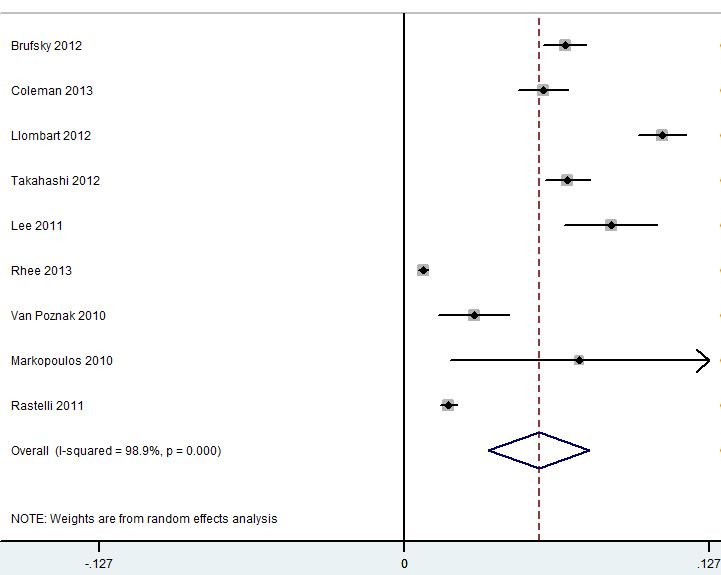 Brufsky 2012
Coleman 2013
Llombart 2012
Takahashi 2012
Lee 2011
Rhee 2013
Van Poznak 2010
Markopoulos 2010
Rastelli 2011
Overall (I-squared = 98.9%, p = 0.000)
NOTE: Weights are from random effects analysis
-.127 0 .127